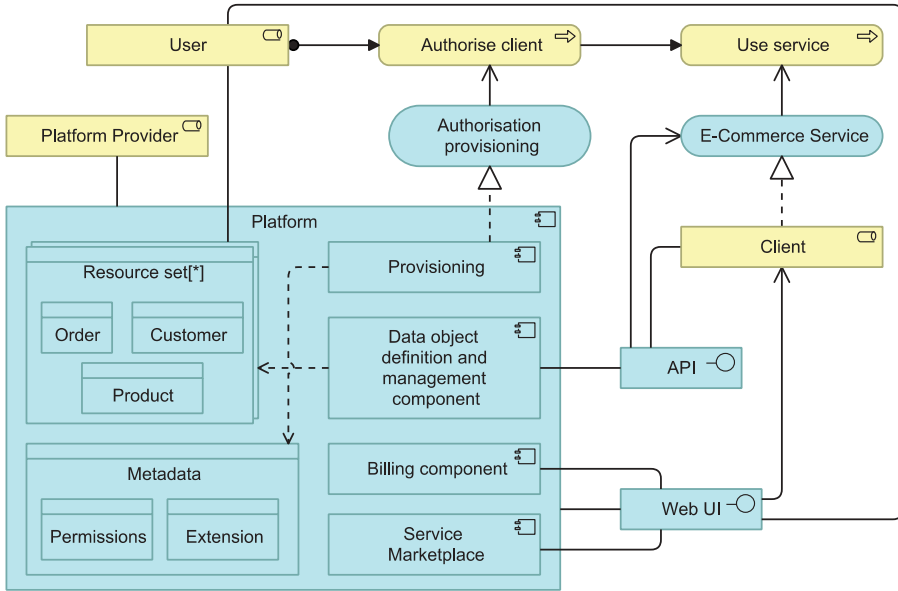 User
Authorise client
Use service
Platform Provider
Authorisation
provisioning
E-Commerce Service
Platform
Client
Resource set[*]
Provisioning
Order
Customer
Product
Data object
definition and
management
component
API
Metadata
Permissions
Extension
Billing component
Web UI
Service
Marketplace